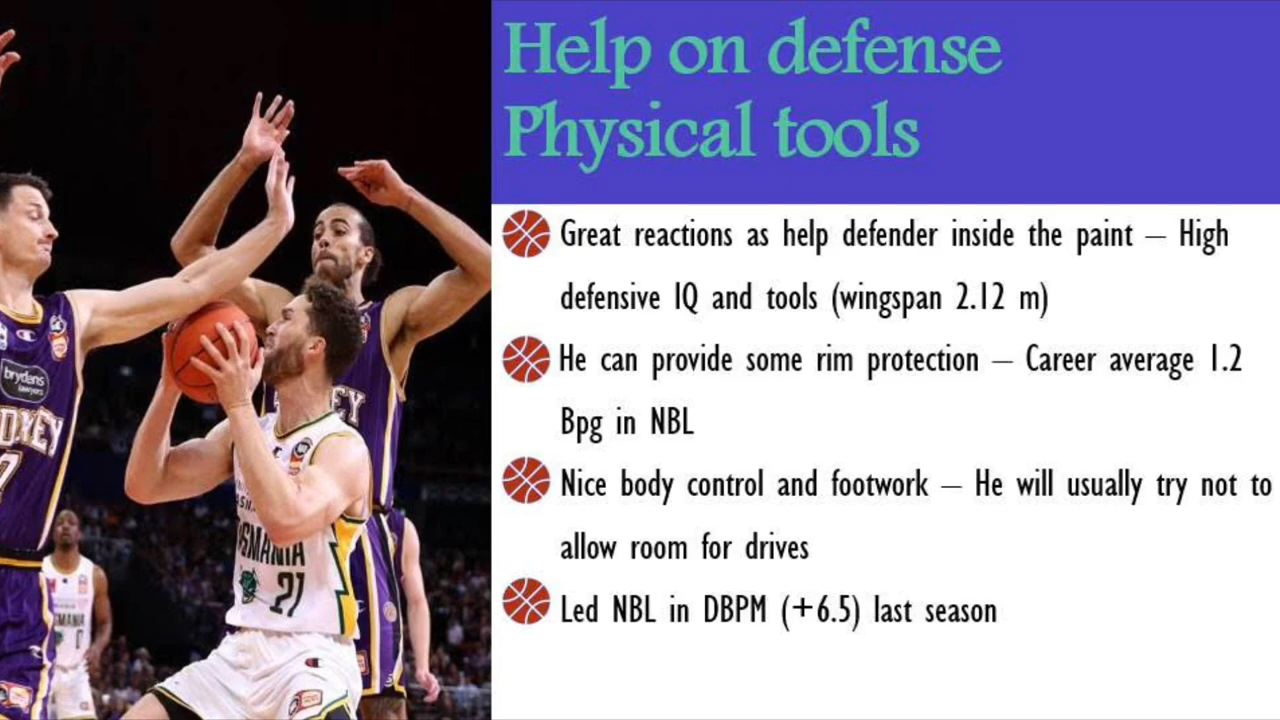 Help on defense
Physical tools
Great reactions as help defender inside the paint – High
defensive IQ and tools (wingspan 2.12 m)
He can provide some rim protection – Career average 1.2
Bpg in NBL
Nice body control and footwork – He will usually try not to
allow room for drives
Led NBL in DBPM (+6.5) last season
brydens
lawyers
21